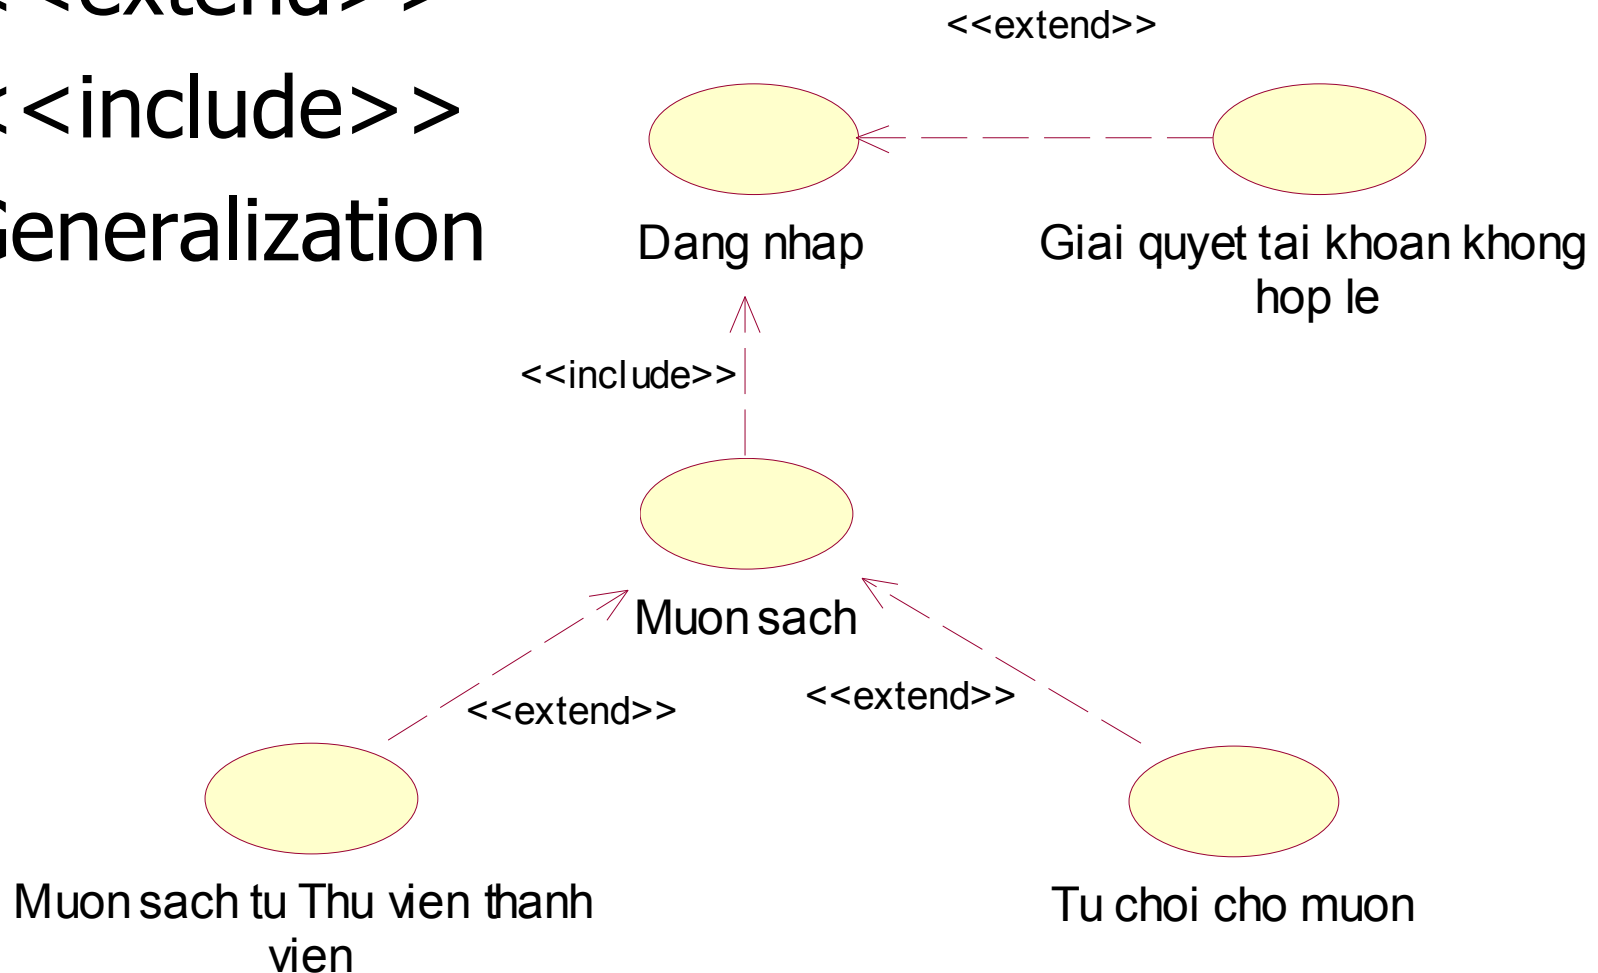 <<extend>>
<<include>>
Generalization
<<extend>>
Dang nhap
Giai quyet tai khoan khong
hop le
<<include>>
Muon sach
<<extend>>
<<extend>>
Muon sach tu Thu vien thanh
vien
Tu choi cho muon